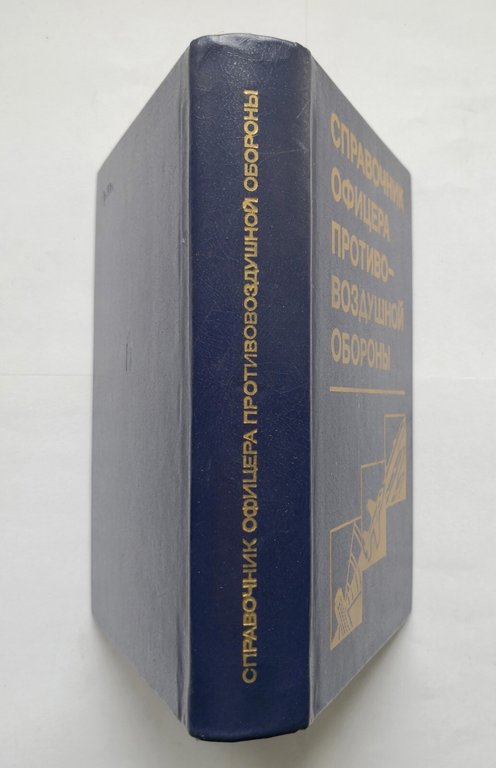 СПРАВОЧНИК ОФИЦЕРА ПРОТИВОВОЗДУШНОЙ ОБОРОНЫ
СПРАВОЧНИК
ОФИЦЕРА
ПРОТИВО-
ВОЗДУШНОЙ
ОБОРОНЫ